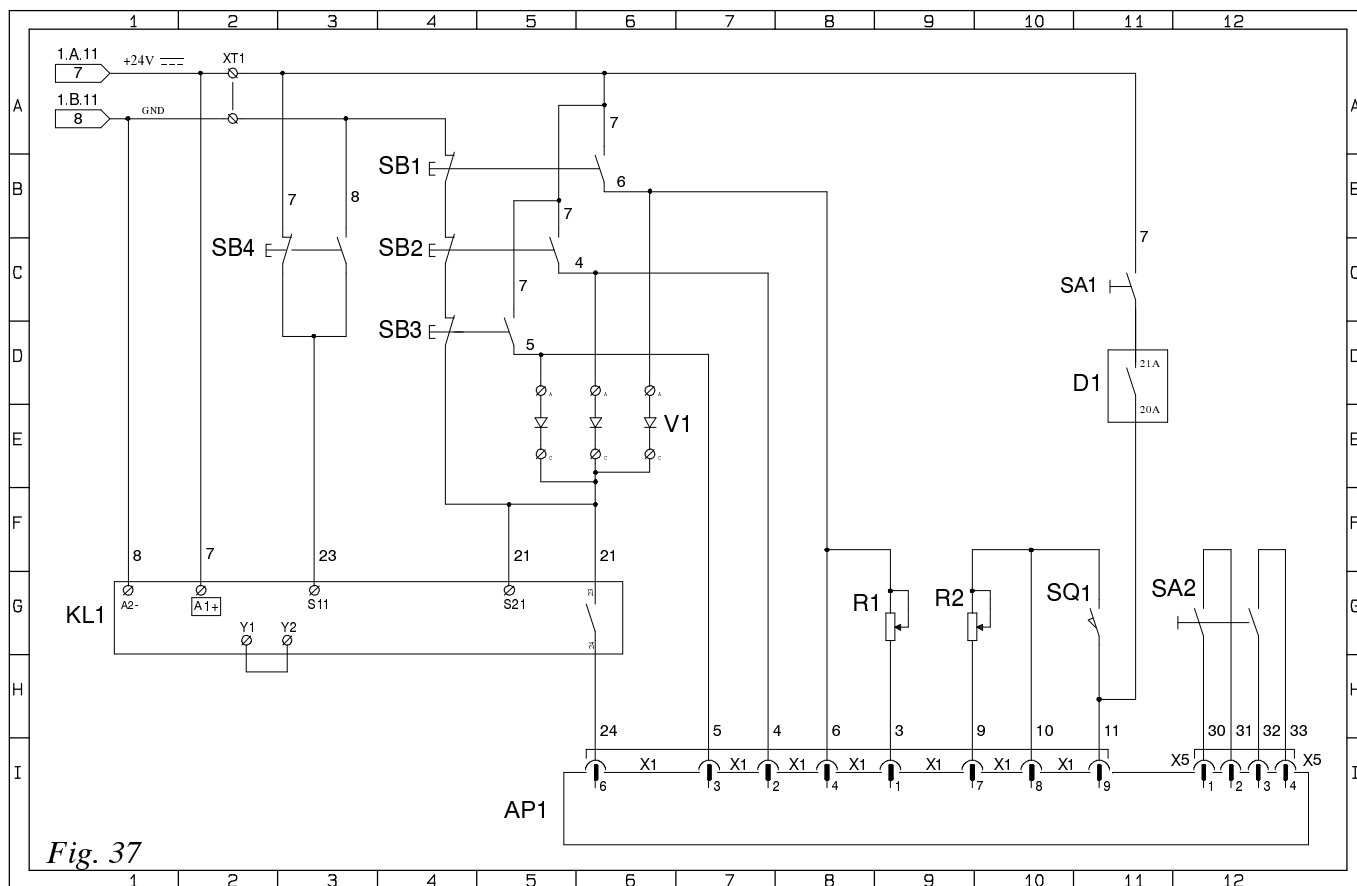 1 2 3 4 5 6 7 8 9 10 11 12
1.A.11
7
+24V
XT1
1.B.11
8
GND
A
A
7
SB1
B
B
6
7
8
7
7
SB4
SB2
C
C
4
SA1
7
SB3
D
D
5
21A
D1
20A
A
A
A
E
E
V1
C
C
C
F
F
8
7
23
21
21
KL1
G
G
A2-
A1+
S11
S21
23
24
Y1
Y2
R1
R2
SQ1
SA2
H
H
24 5 4 6 3 9 10 11 30 31 32 33
I
I
X1 X1 X1 X1 X1 X1 X1 X5 X5
6 3 2 4 1 7 8 9 1 2 3 4
AP1
Fig. 37
1 2 3 4 5 6 7 8 9 10 11 12